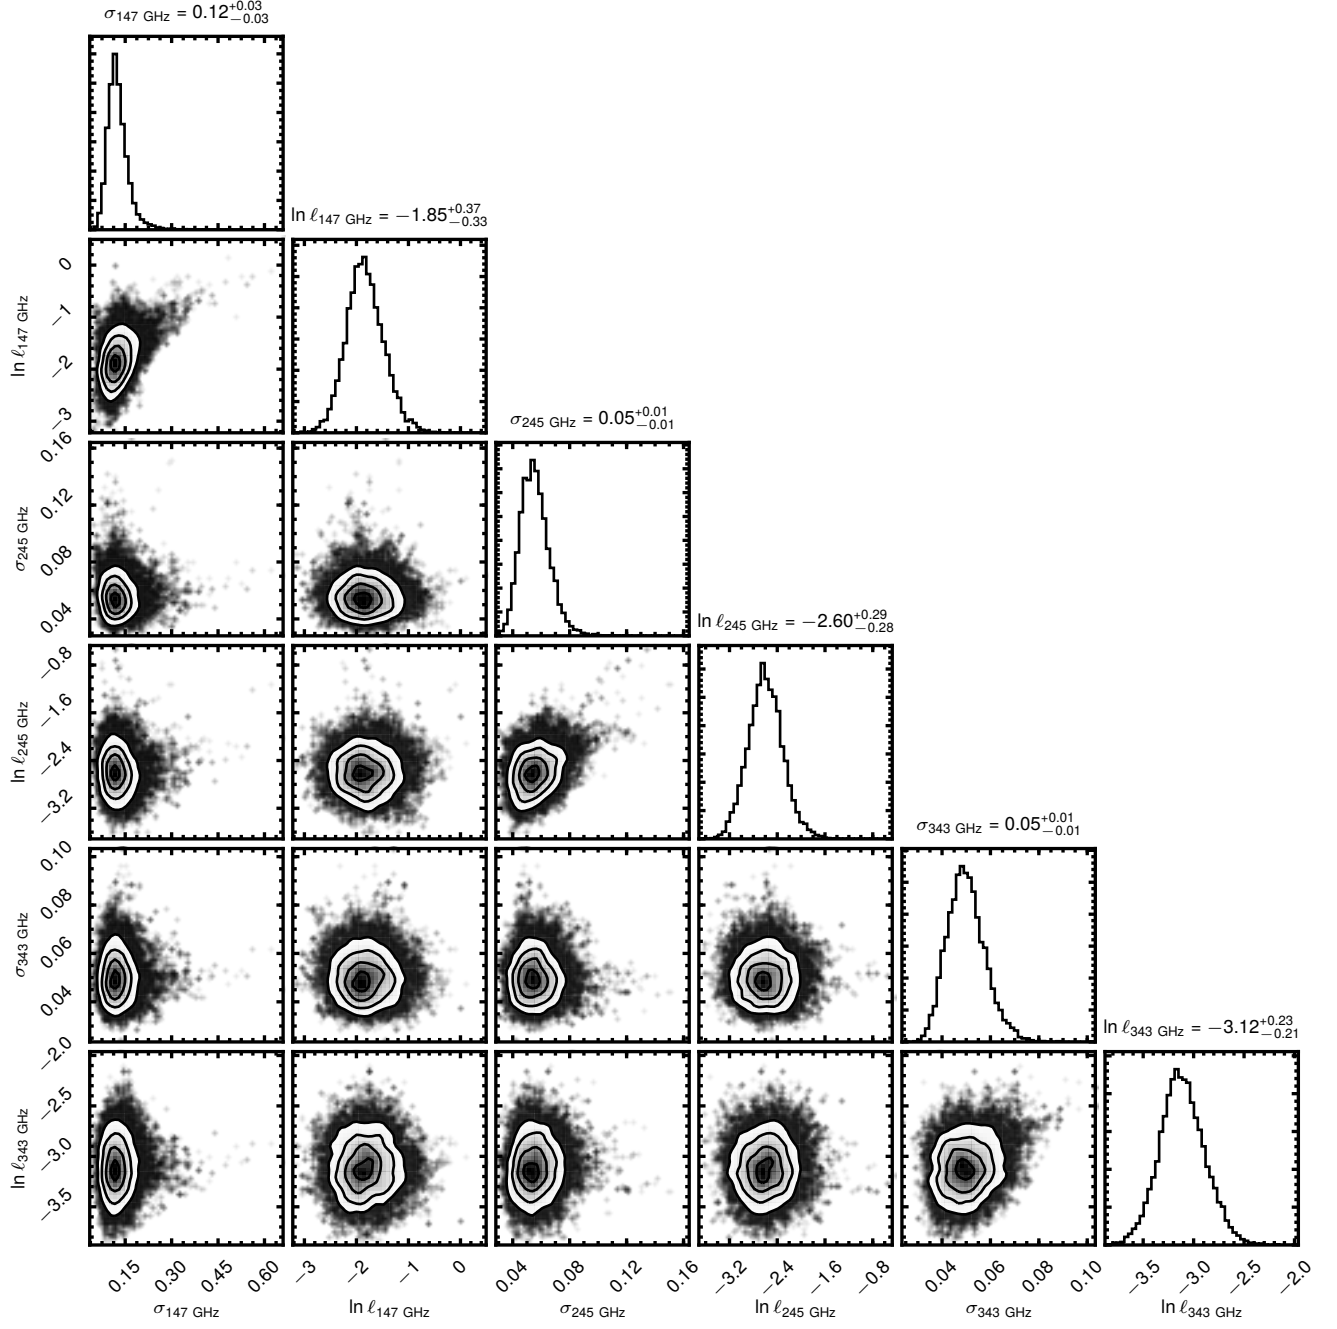 σ147 GHz = 0.12+0.03−0.03
ln ℓ147 GHz = −1.85+0.37−0.33
0
−1
−2
−3
ln ℓ147 GHz
σ245 GHz = 0.05+0.01−0.01
0.16
0.12
0.08
0.04
σ245 GHz
ln ℓ245 GHz = −2.60+0.29−0.28
−0.8
−1.6
−2.4
−3.2
ln ℓ245 GHz
σ343 GHz = 0.05+0.01−0.01
0.10
0.08
0.06
0.04
σ343 GHz
ln ℓ343 GHz = −3.12+0.23−0.21
−2.0
−2.5
−3.0
−3.5
ln ℓ343 GHz
0.15 0.30 0.45 0.60 −3 −2 −1 0 0.04 0.08 0.12 0.16 −3.2 −2.4 −1.6 −0.8 0.04 0.06 0.08 0.10 −3.5 −3.0 −2.5 −2.0
σ147 GHz ln ℓ147 GHz σ245 GHz ln ℓ245 GHz σ343 GHz ln ℓ343 GHz